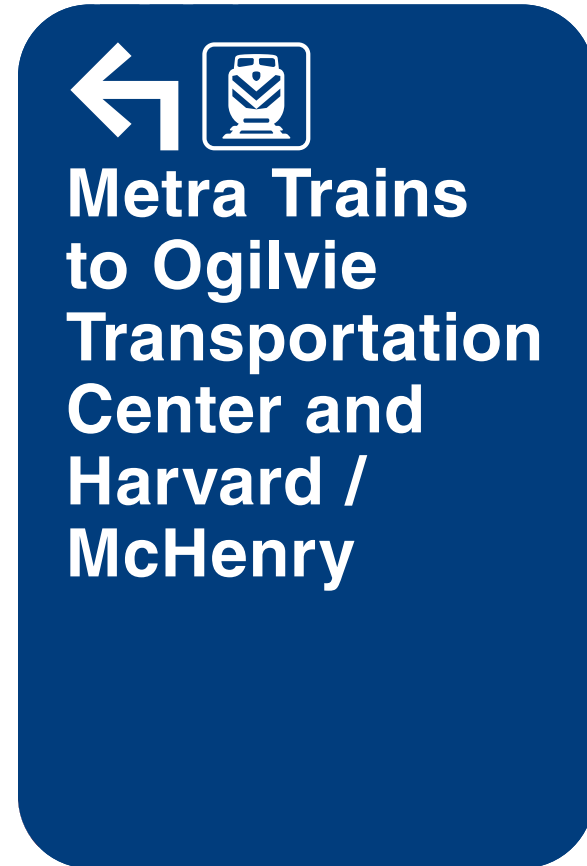 Metra Trains
to Ogilvie
Transportation
Center and
Harvard /
McHenry